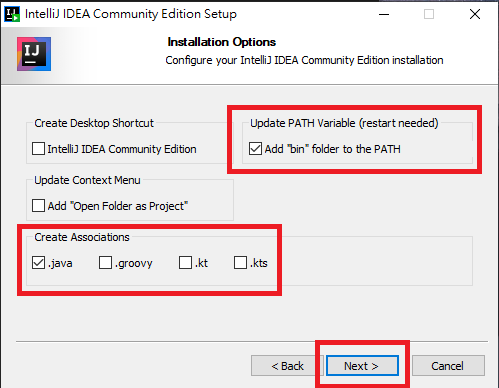 IntelliJ IDEA Community Edition Setup
IJ
Installation Options
Configure your IntelliJ IDEA Community Edition installation
Create Desktop Shortcut
IntelliJ IDEA Community Edition
Update PATH Variable (restart needed)
Add "bin" folder to the PATH
Update Context Menu
Add "Open Folder as Project"
Create Associations
.java .groovy .kt .kts
< Back Next > Cancel